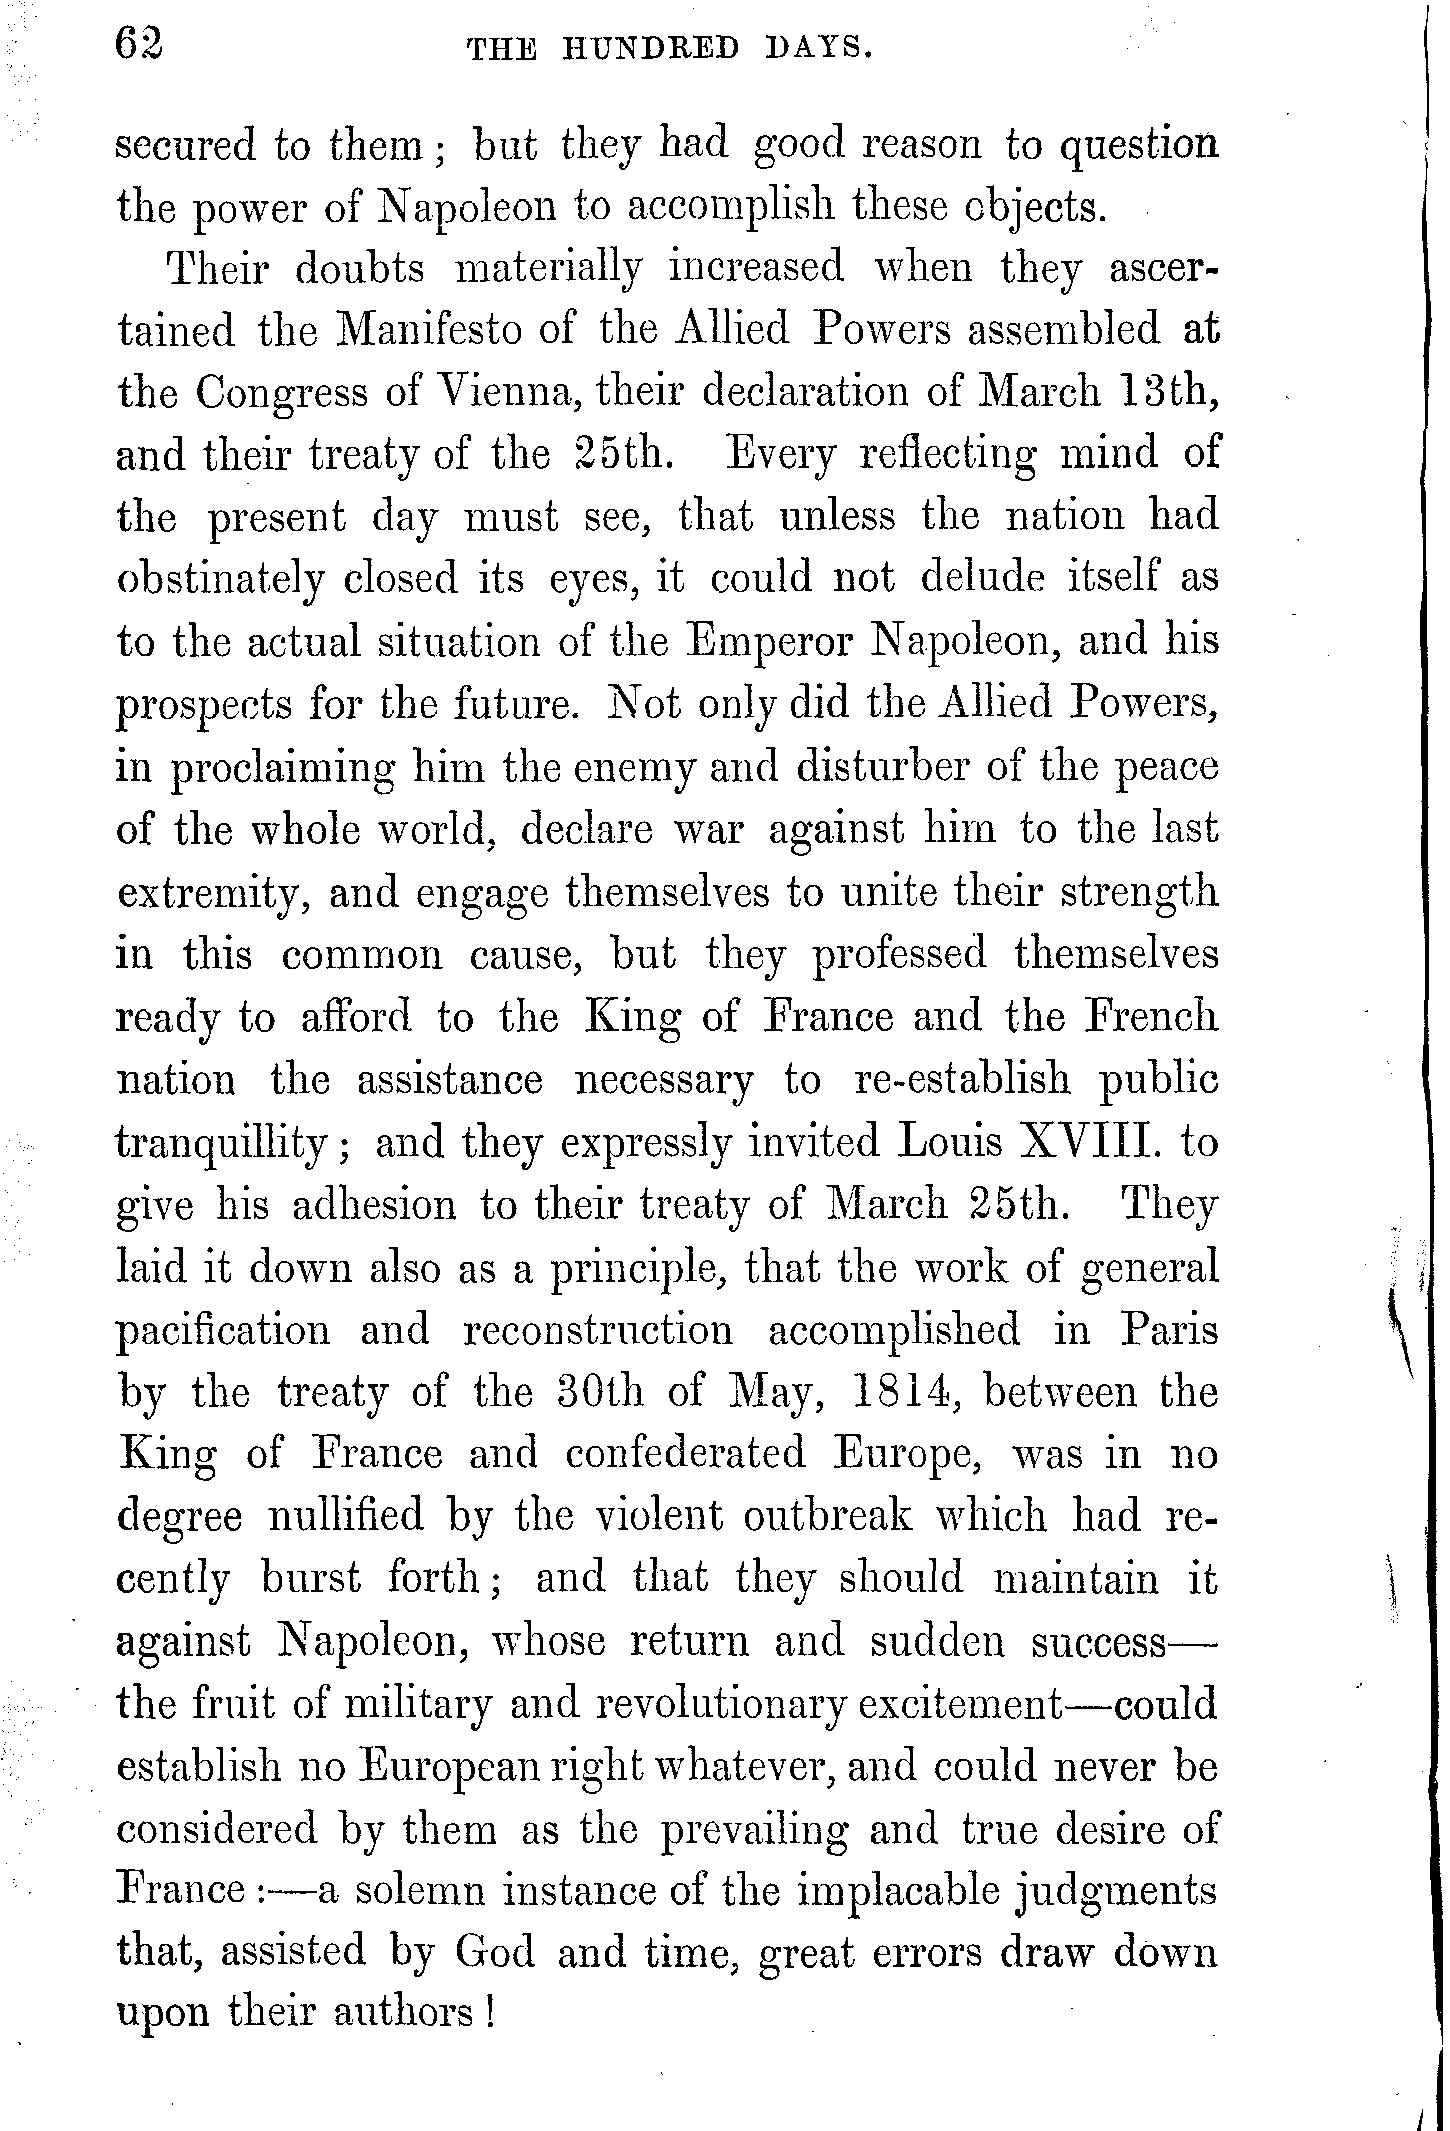 62 THE HUNDRED DAYS.
secured to them ; but they had good reason to question
the power of Napoleon to accomplish these objects.
Their doubts materially increased when they ascer-
tained the Manifesto of the Allied Powers assembled at
the Congress of Vienna, their declaration of March 13th,
and their treaty of the 25th. Every reflecting mind of
the present day must see, that unless the nation had
obstinately closed its eyes, it could not delude itself as
to the actual situation of the Emperor Napoleon, and his
prospects for the future. Not only did the Allied Powers,
in proclaiming him the enemy and disturber of the peace
of the whole world, declare war against him to the last
extremity, and engage themselves to unite their strength
in this common cause, but they professed themselves
ready to afford to the King of France and the French
nation the assistance necessary to re-establish public
tranquillity ; and they expressly invited Louis XVIII. to
give his adhesion to their treaty of March 25th. They
laid it down also as a principle, that the work of general
pacification and reconstruction accomplished in Paris
by the treaty of the 30th of May, 1814, between the
King of France and confederated Europe, was in no
degree nullified by the violent outbreak which had re-
cently burst forth ; and that they should maintain it
against Napoleon, whose return and sudden success—
the fruit of military and revolutionary excitement—could
establish no European right whatever, and could never be
considered by them as the prevailing and true desire of
France :—a solemn instance of the implacable judgments
that, assisted by God and time, great errors draw down
upon their authors !